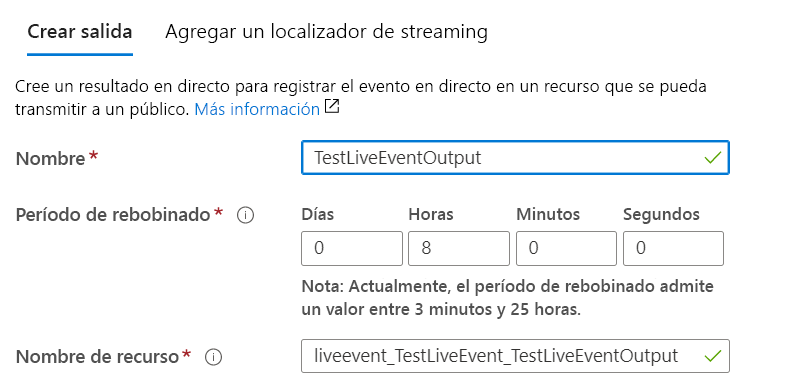 Crear salida Agregar un localizador de streaming
Cree un resultado en directo para registrar el evento en directo en un recurso que se pueda
transmitir a un público. Más información
Nombre * TestLiveEventOutput
Período de rebobinado * Días Horas Minutos Segundos
0 8 0 0
Nota: Actualmente, el período de rebobinado admite
un valor entre 3 minutos y 25 horas.
Nombre de recurso * liveevent_TestLiveEvent_TestLiveEventOutput